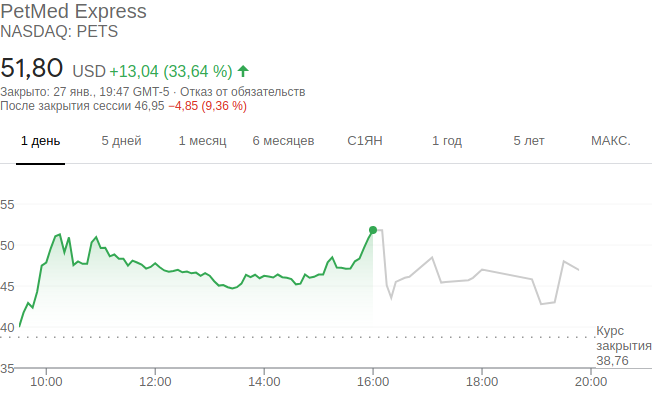 PetMed Express
NASDAQ: PETS
51,80 USD +13,04 (33,64 %)
Закрыто: 27 янв., 19:47 GMT-5 · Отказ от обязательств
После закрытия сессии 46,95 −4,85 (9,36 %)
1 день 5 дней 1 месяц 6 месяцев С1ЯН 1 год 5 лет МАКС.
55
50
45
40
Курс
закрытия
38,76
35
10:00 12:00 14:00 16:00 18:00 20:00